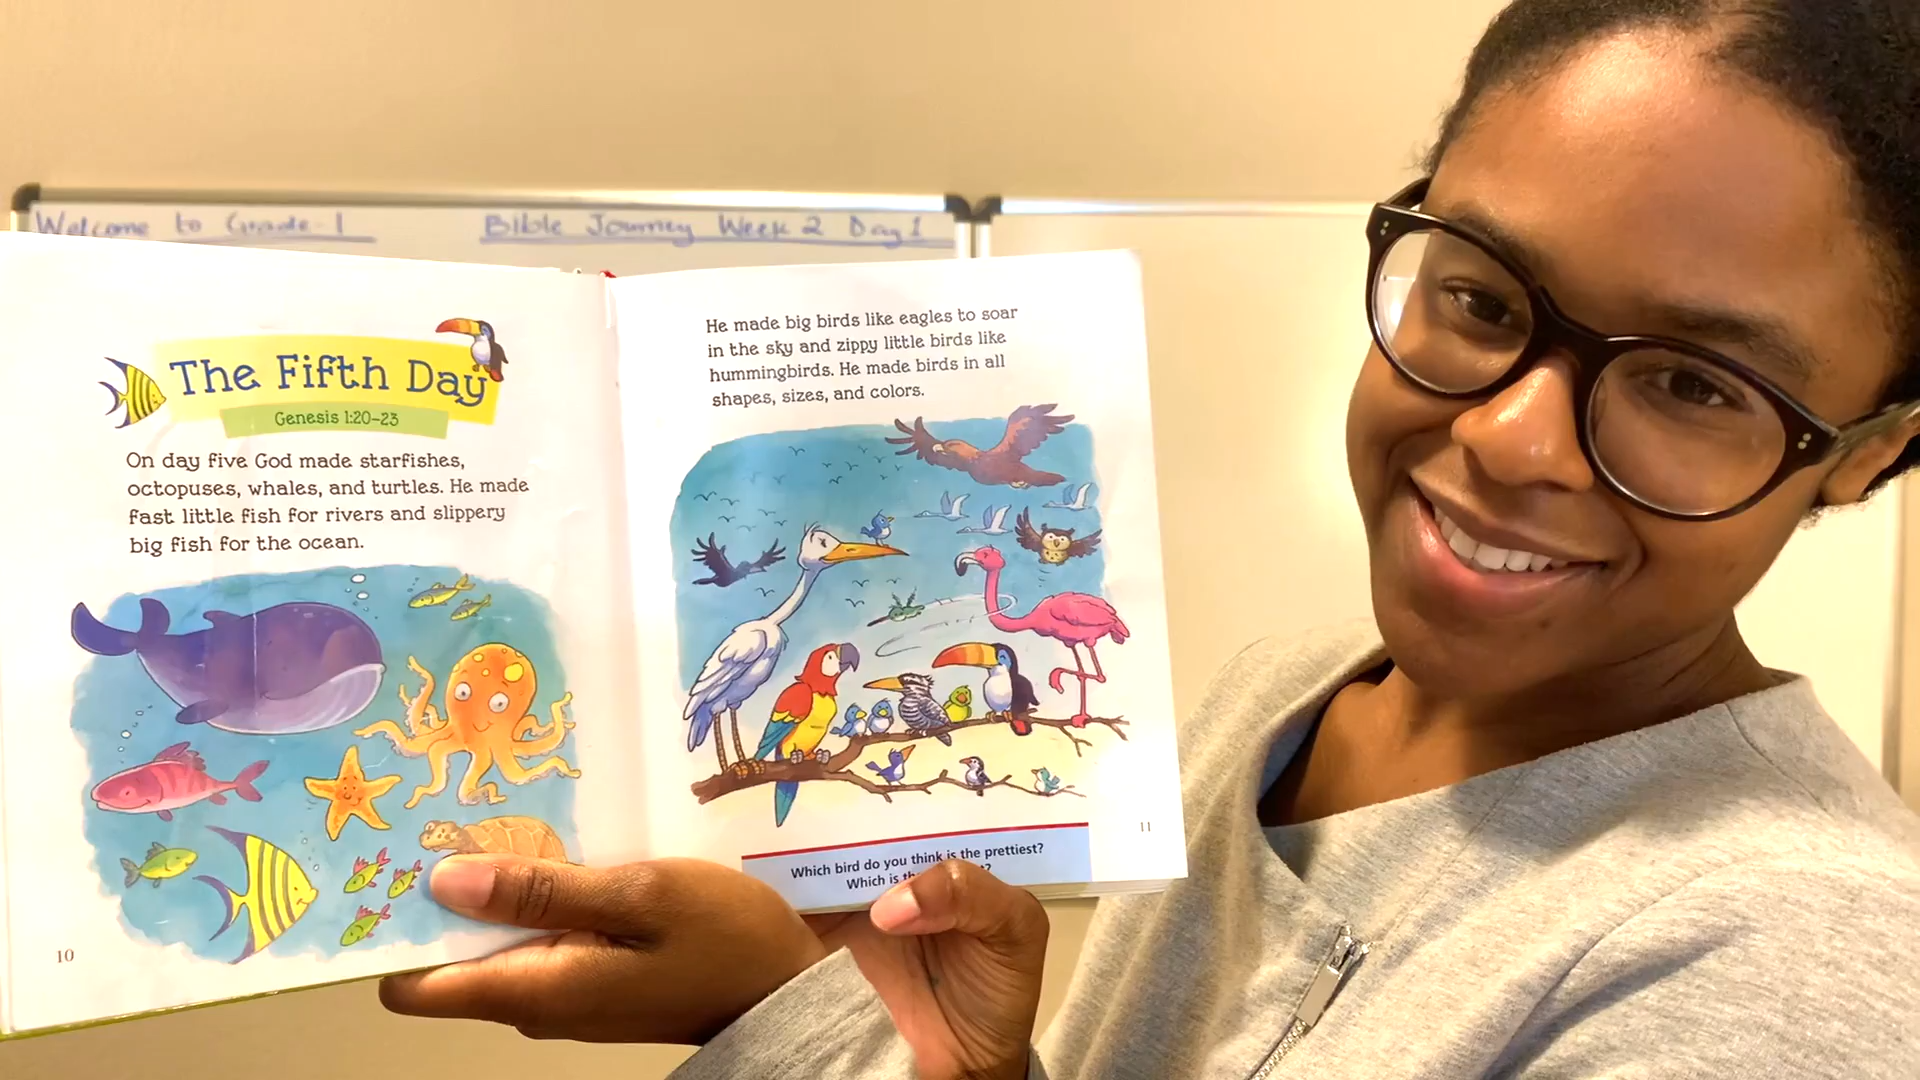 Welcome to Grade 1
Bible Journey Week 2 Day 1
The Fifth Day
Genesis 1:20–23
On day five God made starfishes,
octopuses, whales, and turtles. He made
fast little fish for rivers and slippery
big fish for the ocean.
10
He made big birds like eagles to soar
in the sky and zippy little birds like
hummingbirds. He made birds in all
shapes, sizes, and colors.
Which bird do you think is the prettiest?
Which is
11